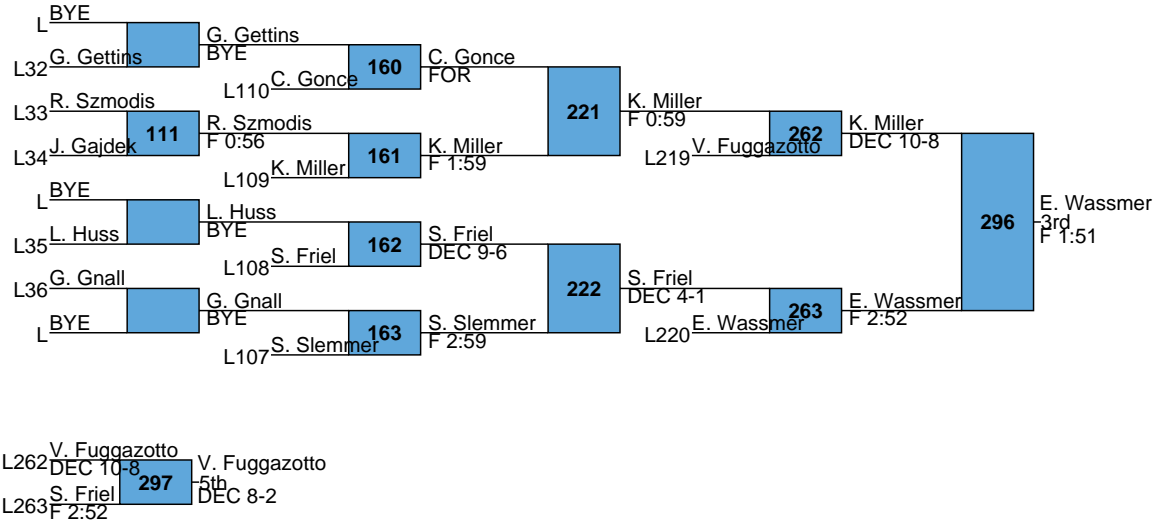 BYE
L
G. Gettins
BYE
G. Gettins
L32
160
C. Gonce
FOR
C. Gonce
L110
R. Szmodis
L33
221
K. Miller
F 0:59
111
R. Szmodis
F 0:56
J. Gajdek
L34
161
K. Miller
F 1:59
K. Miller
L109
262
K. Miller
DEC 10-8
V. Fuggazotto
L219
BYE
L
L. Huss
BYE
L. Huss
L35
162
S. Friel
DEC 9-6
S. Friel
L108
296
E. Wassmer
3rd
F 1:51
G. Gnall
L36
222
S. Friel
DEC 4-1
G. Gnall
BYE
BYE
L
163
S. Slemmer
F 2:59
S. Slemmer
L107
263
E. Wassmer
F 2:52
E. Wassmer
L220
V. Fuggazotto
L262
DEC 10-8
297
V. Fuggazotto
5th
DEC 8-2
S. Friel
L263
F 2:52